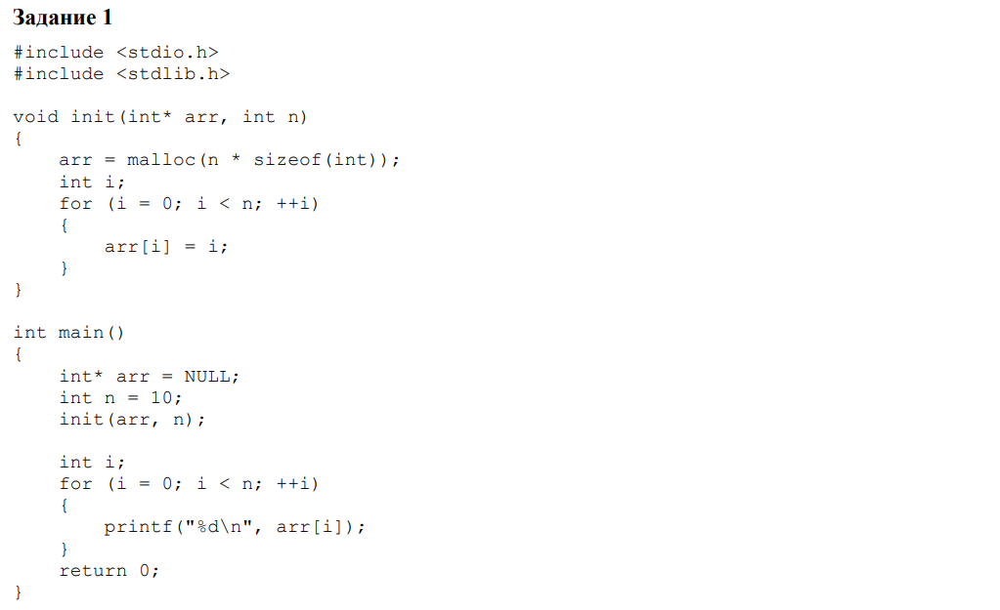 Задание 1
#include <stdio.h>
#include <stdlib.h>

void init(int* arr, int n)
{
    arr = malloc(n * sizeof(int));
    int i;
    for (i = 0; i < n; ++i)
    {
        arr[i] = i;
    }
}

int main()
{
    int* arr = NULL;
    int n = 10;
    init(arr, n);

    int i;
    for (i = 0; i < n; ++i)
    {
        printf("%d\n", arr[i]);
    }
    return 0;
}